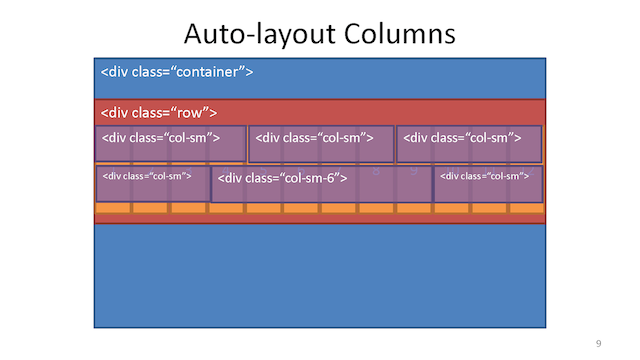 Auto-layout Columns
<div class=“container”>
<div class=“row”>
<div class=“col-sm”> <div class=“col-sm”> <div class=“col-sm”>
<div class=“col-sm”> <div class=“col-sm-6”> <div class=“col-sm”>
9